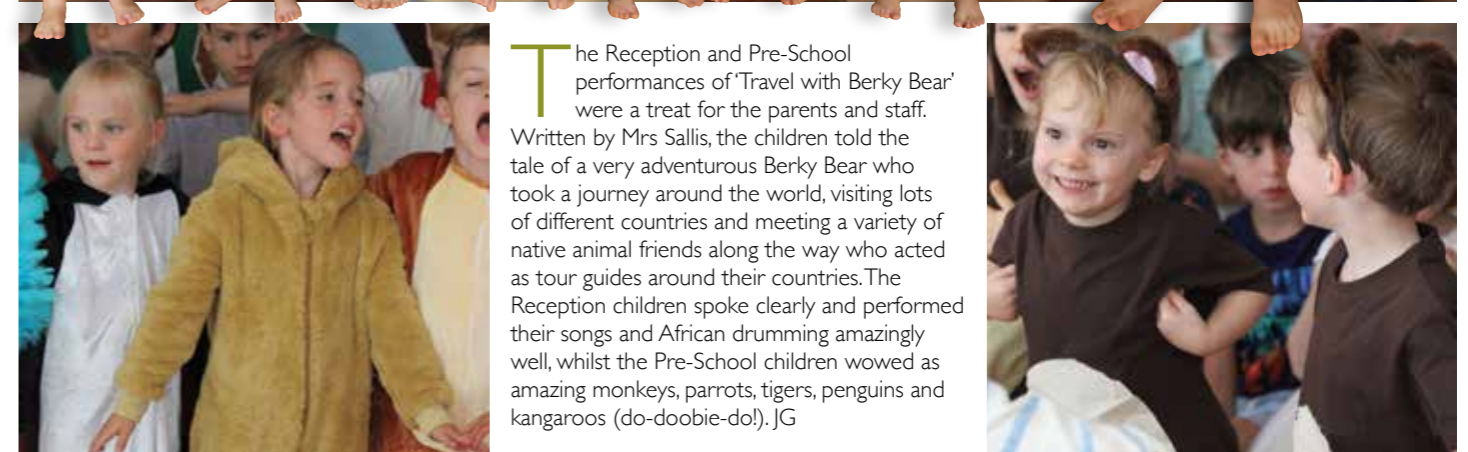 The Reception and Pre-School
performances of ‘Travel with Berky Bear’
were a treat for the parents and staff.
Written by Mrs Sallis, the children told the
tale of a very adventurous Berky Bear who
took a journey around the world, visiting lots
of different countries and meeting a variety of
native animal friends along the way who acted
as tour guides around their countries. The
Reception children spoke clearly and performed
their songs and African drumming amazingly
well, whilst the Pre-School children wowed as
amazing monkeys, parrots, tigers, penguins and
kangaroos (do-doobie-do!). JG